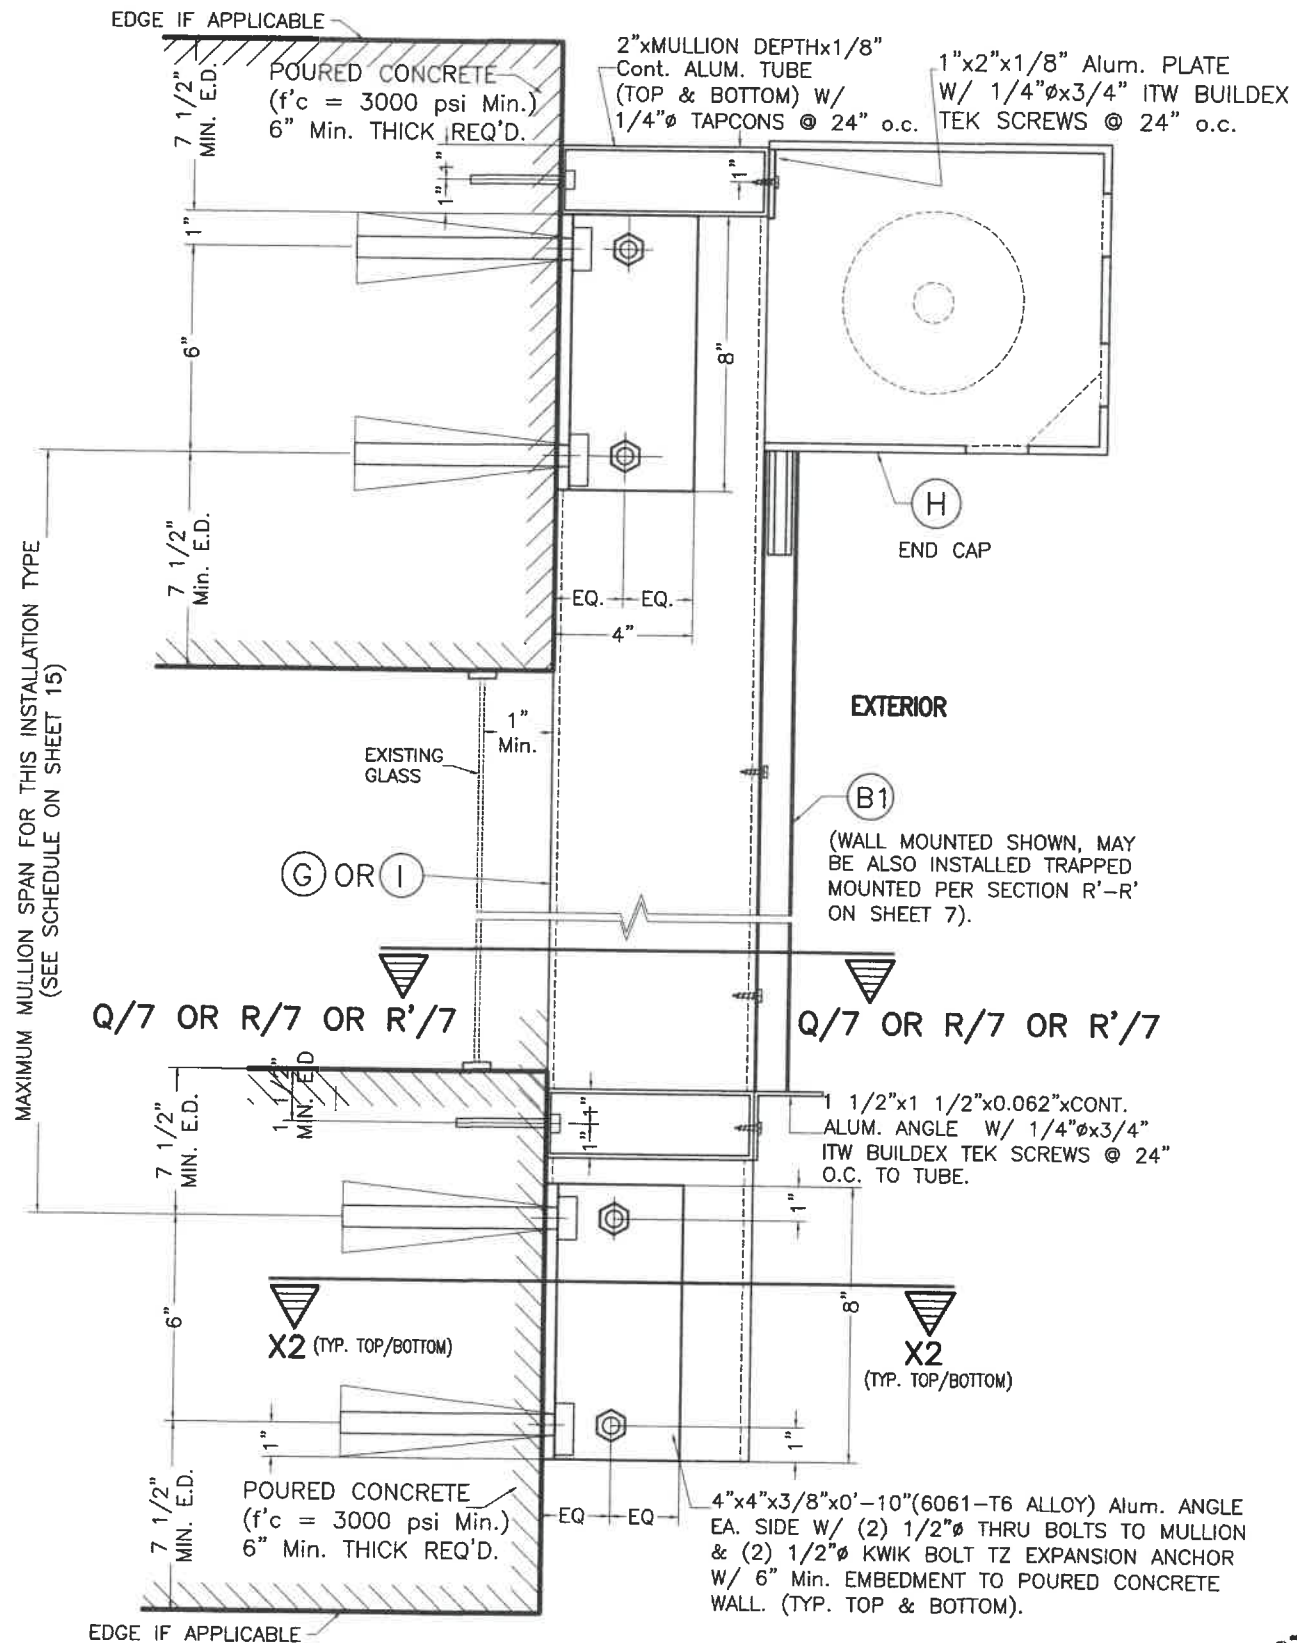 EDGE IF APPLICABLE
7 1/2"
MIN. E.D.
POURED CONCRETE
(f'c = 3000 psi Min.)
6" Min. THICK REQ'D.
2"xMULLION DEPTHx1/8"
Cont. ALUM. TUBE
(TOP & BOTTOM) W/
1/4"ø TAPCONS @ 24" o.c.
1"x2"x1/8" Alum. PLATE
W/ 1/4"øx3/4" ITW BUILDEX
TEK SCREWS @ 24" o.c.
1"
1"
1"
1"
6"
8"
7 1/2"
Min. E.D.
H
END CAP
EQ.
EQ.
4"
MAXIMUM MULLION SPAN FOR THIS INSTALLATION TYPE
(SEE SCHEDULE ON SHEET 15)
1"
Min.
EXISTING
GLASS
EXTERIOR
B1
(WALL MOUNTED SHOWN, MAY
BE ALSO INSTALLED TRAPPED
MOUNTED PER SECTION R'-R'
ON SHEET 7).
G OR I
Q/7 OR R/7 OR R'/7
Q/7 OR R/7 OR R'/7
7 1/2"
MIN. E.D.
1 1/2"
MIN. ED
1"
1"
1 1/2"x1 1/2"x0.062"xCONT.
ALUM. ANGLE W/ 1/4"øx3/4"
ITW BUILDEX TEK SCREWS @ 24"
O.C. TO TUBE.
1"
6"
8"
X2 (TYP. TOP/BOTTOM)
X2
(TYP. TOP/BOTTOM)
1"
1"
7 1/2"
MIN. E.D.
POURED CONCRETE
(f'c = 3000 psi Min.)
6" Min. THICK REQ'D.
EQ
EQ
4"x4"x3/8"x0'-10"(6061-T6 ALLOY) Alum. ANGLE
EA. SIDE W/ (2) 1/2"ø THRU BOLTS TO MULLION
& (2) 1/2"ø KWIK BOLT TZ EXPANSION ANCHOR
W/ 6" Min. EMBEDMENT TO POURED CONCRETE
WALL. (TYP. TOP & BOTTOM).
EDGE IF APPLICABLE